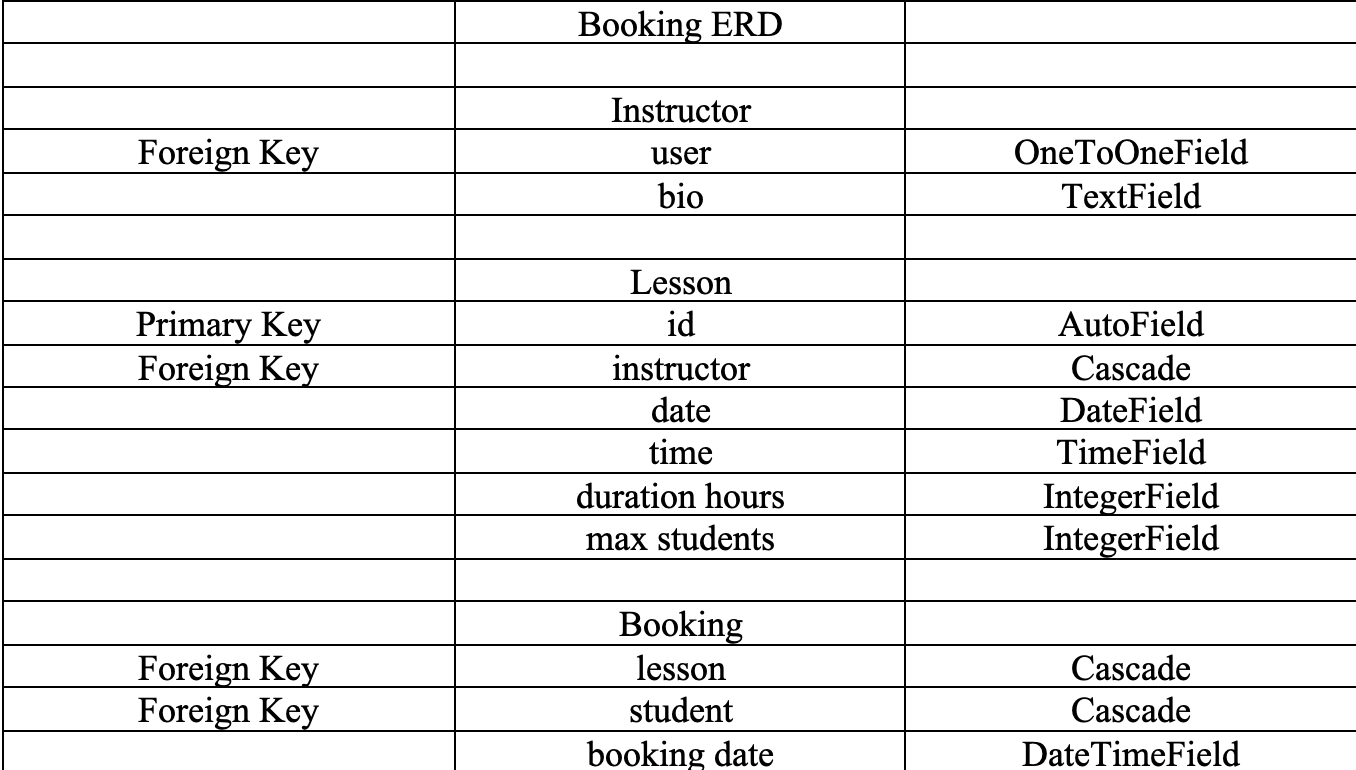 Booking ERD
Instructor
Foreign Key user OneToOneField
bio TextField
Lesson
Primary Key id AutoField
Foreign Key instructor Cascade
date DateField
time TimeField
duration hours IntegerField
max students IntegerField
Booking
Foreign Key lesson Cascade
Foreign Key student Cascade
booking date DateTimeField